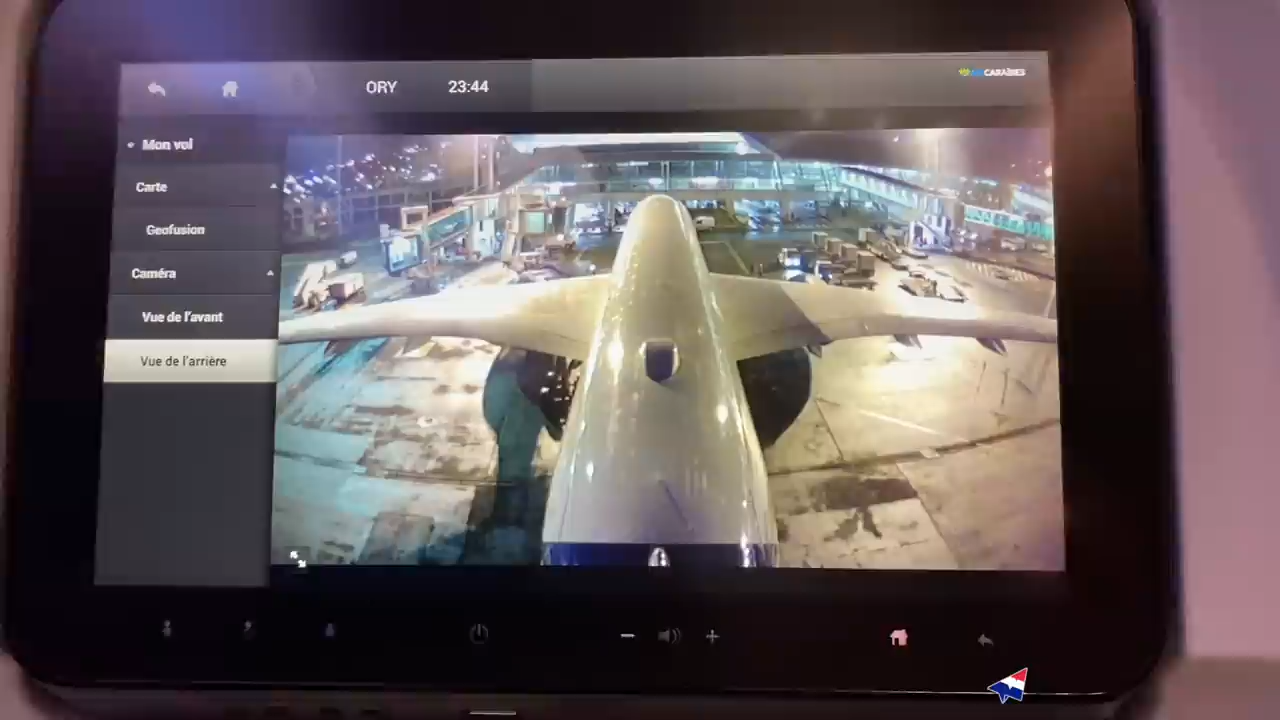 ORY 23:44
CARAÏBES
Mon vol
Carte
Geofusion
Caméra
Vue de l'avant
Vue de l'arrière